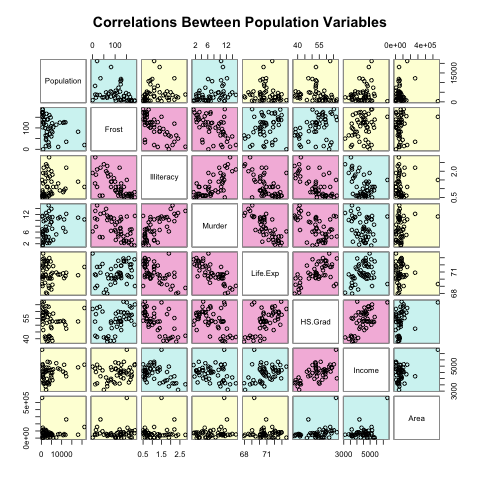 Correlations Bewteen Population Variables
0 100
2 6 12
40 55
0e+00 4e+05
Population
0 15000
0 100
Frost
Illiteracy
0.5 2.0
2 6 12
Murder
Life.Exp
68 71
40 55
HS.Grad
Income
3000 5000
0e+00 5e+05
Area
0 10000
0.5 1.5 2.5
68 71
3000 5000